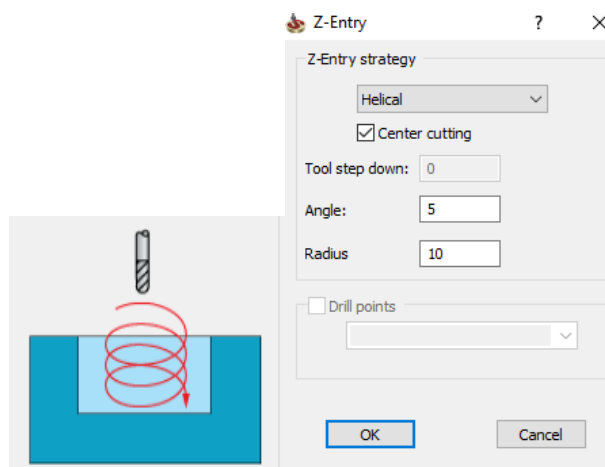 Z-Entry ?
Z-Entry strategy
Helical
Center cutting
Tool step down: 0
Angle: 5
Radius 10
Drill points
OK Cancel